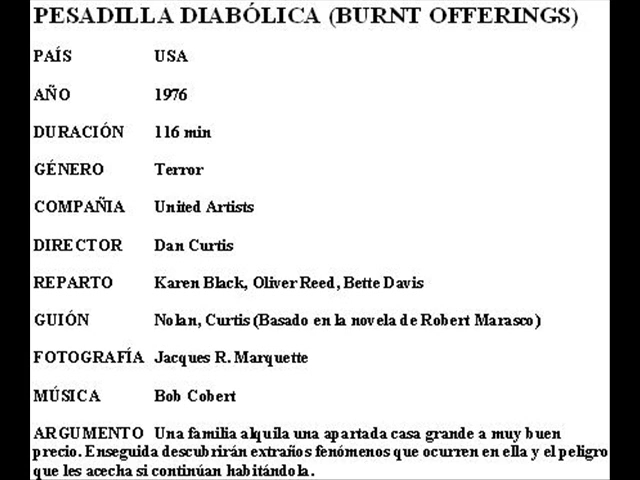 PESADILLA DIABÓLICA (BURNT OFFERINGS)
PAÍS USA
AÑO 1976
DURACIÓN 116 min
GÉNERO Terror
COMPAÑIA United Artists
DIRECTOR Dan Curtis
REPARTO Karen Black, Oliver Reed, Bette Davis
GUIÓN Nolan, Curtis (Basado en la novela de Robert Marasco)
FOTOGRAFÍA Jacques R. Marquette
MÚSICA Bob Cobert
ARGUMENTO Una familia alquila una apartada casa grande a muy buen
precio. Enseguida descubrirán extraños fenómenos que ocurren en ella y el peligro
que les acecha si continúan habitándola.